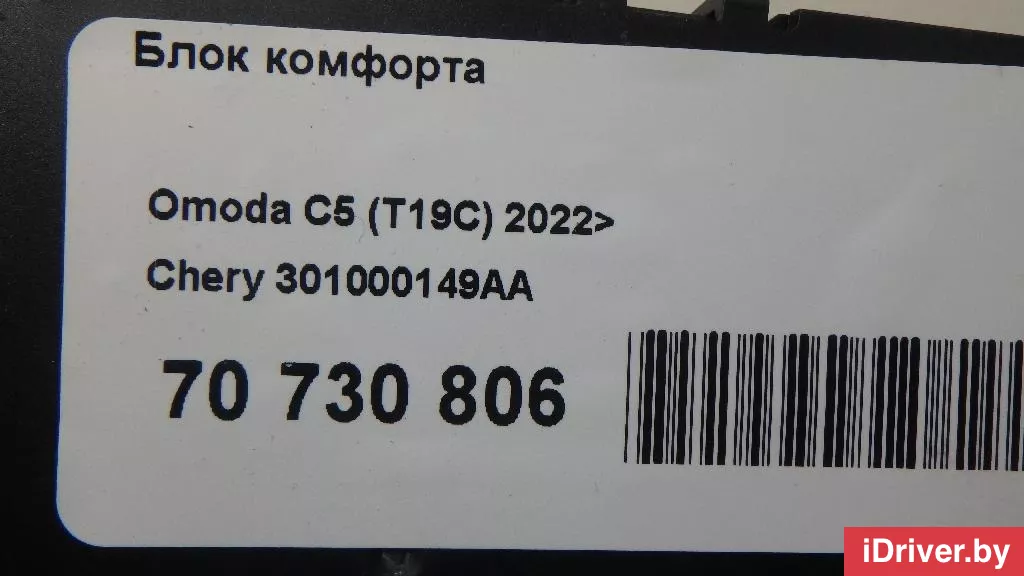 Блок комфорта
Omoda C5 (T19C) 2022>
Chery 301000149AA
70 730 806
iDriver.by